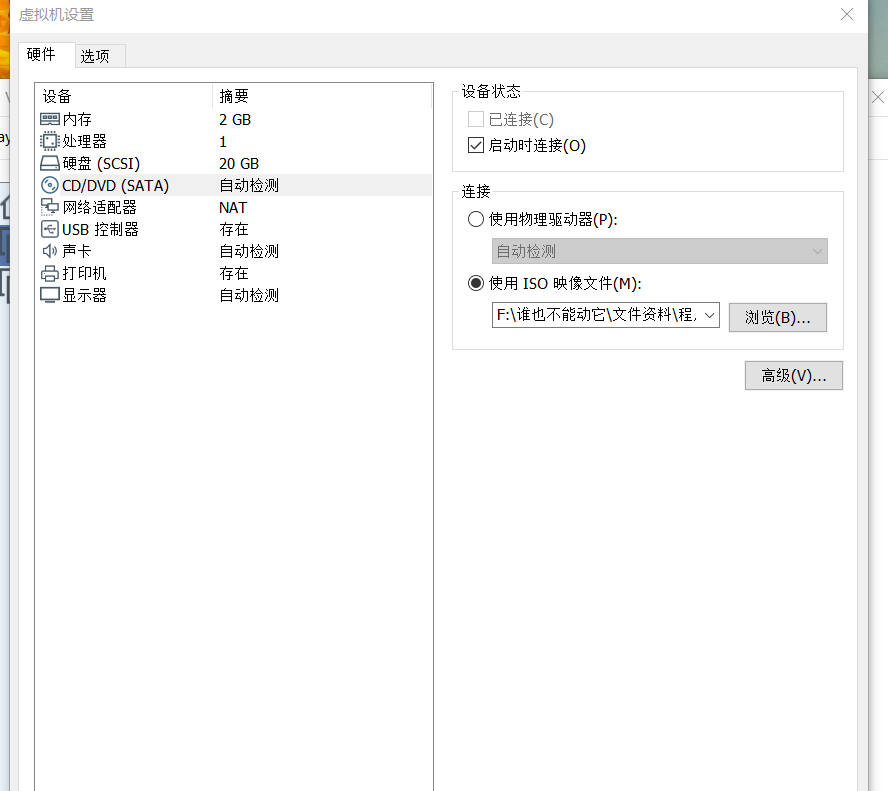 虚拟机设置
硬件
选项
设备
摘要
内存
2 GB
处理器
1
硬盘 (SCSI)
20 GB
CD/DVD (SATA)
自动检测
网络适配器
NAT
USB 控制器
存在
声卡
自动检测
打印机
存在
显示器
自动检测
设备状态
已连接(C)
启动时连接(O)
连接
使用物理驱动器(P):
自动检测
使用 ISO 映像文件(M):
F:\谁也不能动它\文件资料\程
浏览(B)...
高级(V)...